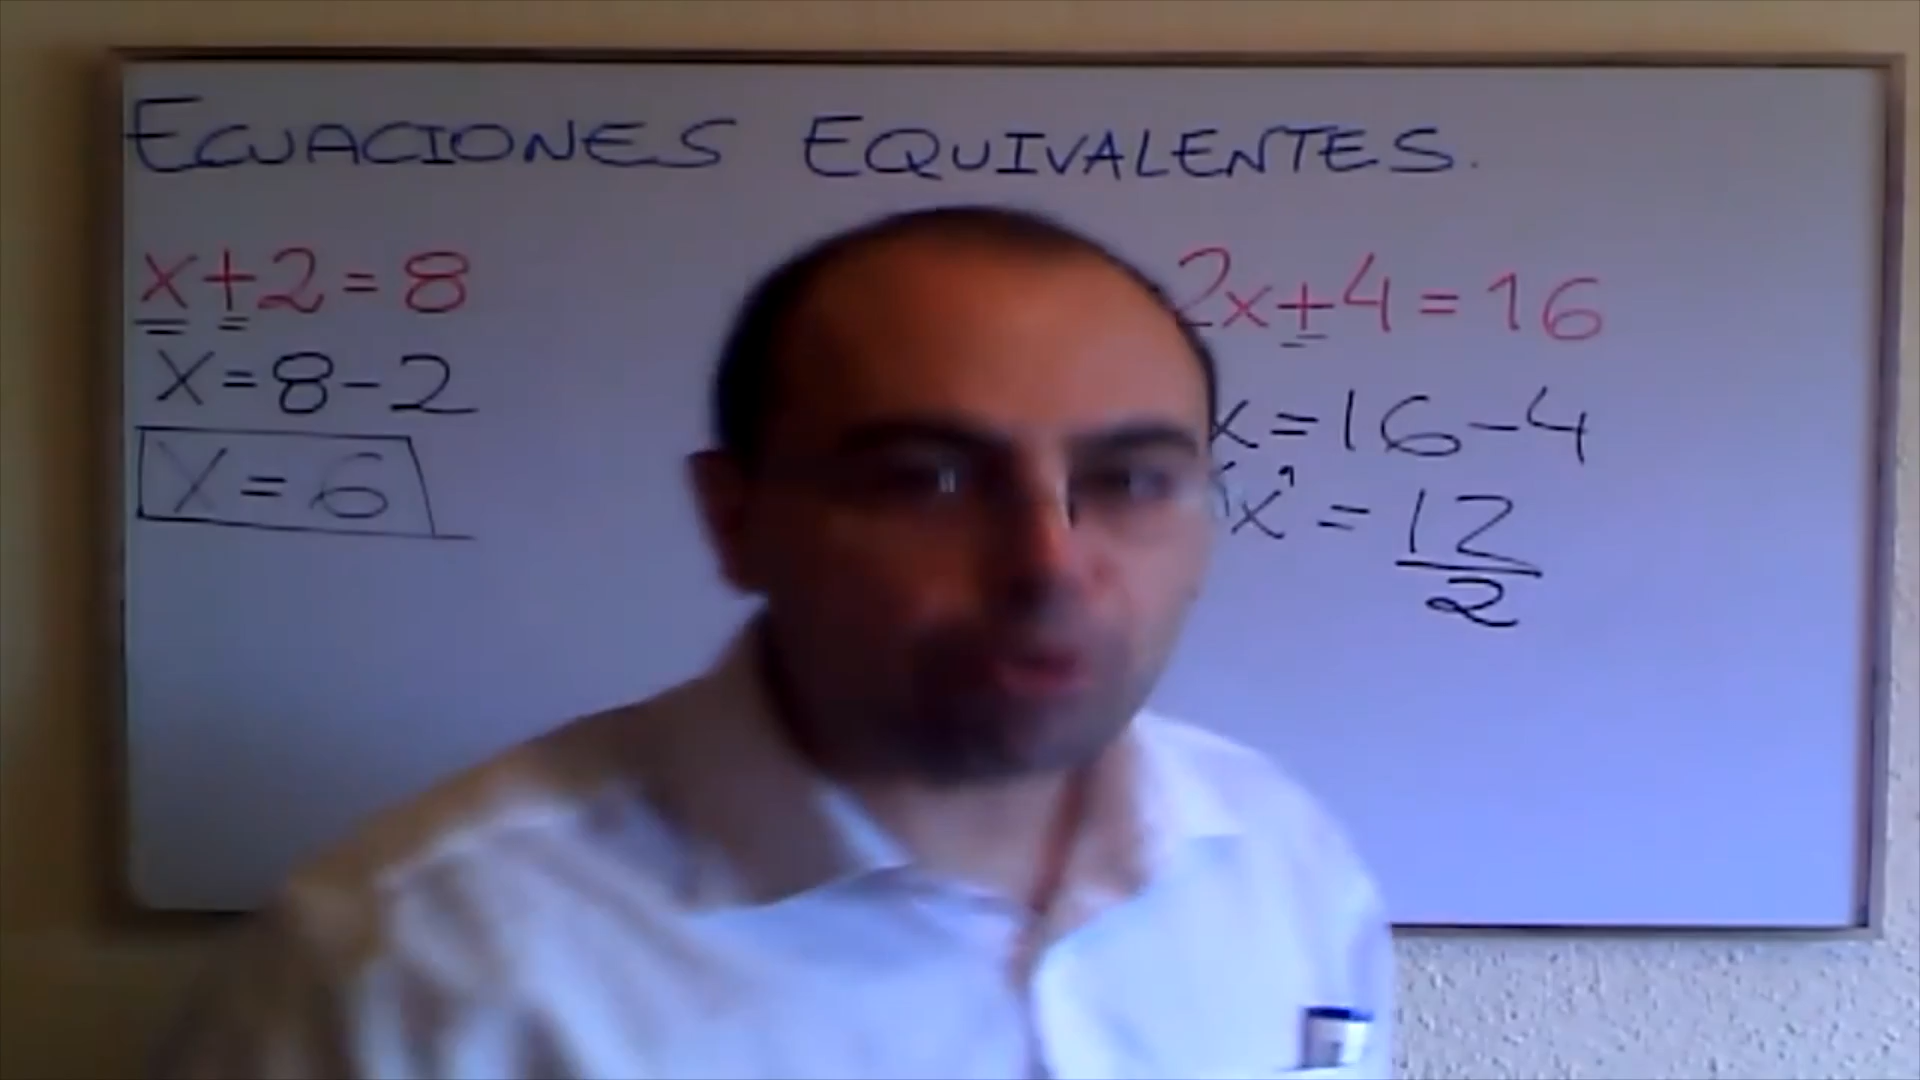 ECUACIONES EQUIVALENTES.
x+2=8
x=8-2
x=6
2x+4=16
x=16-4
x=12/2